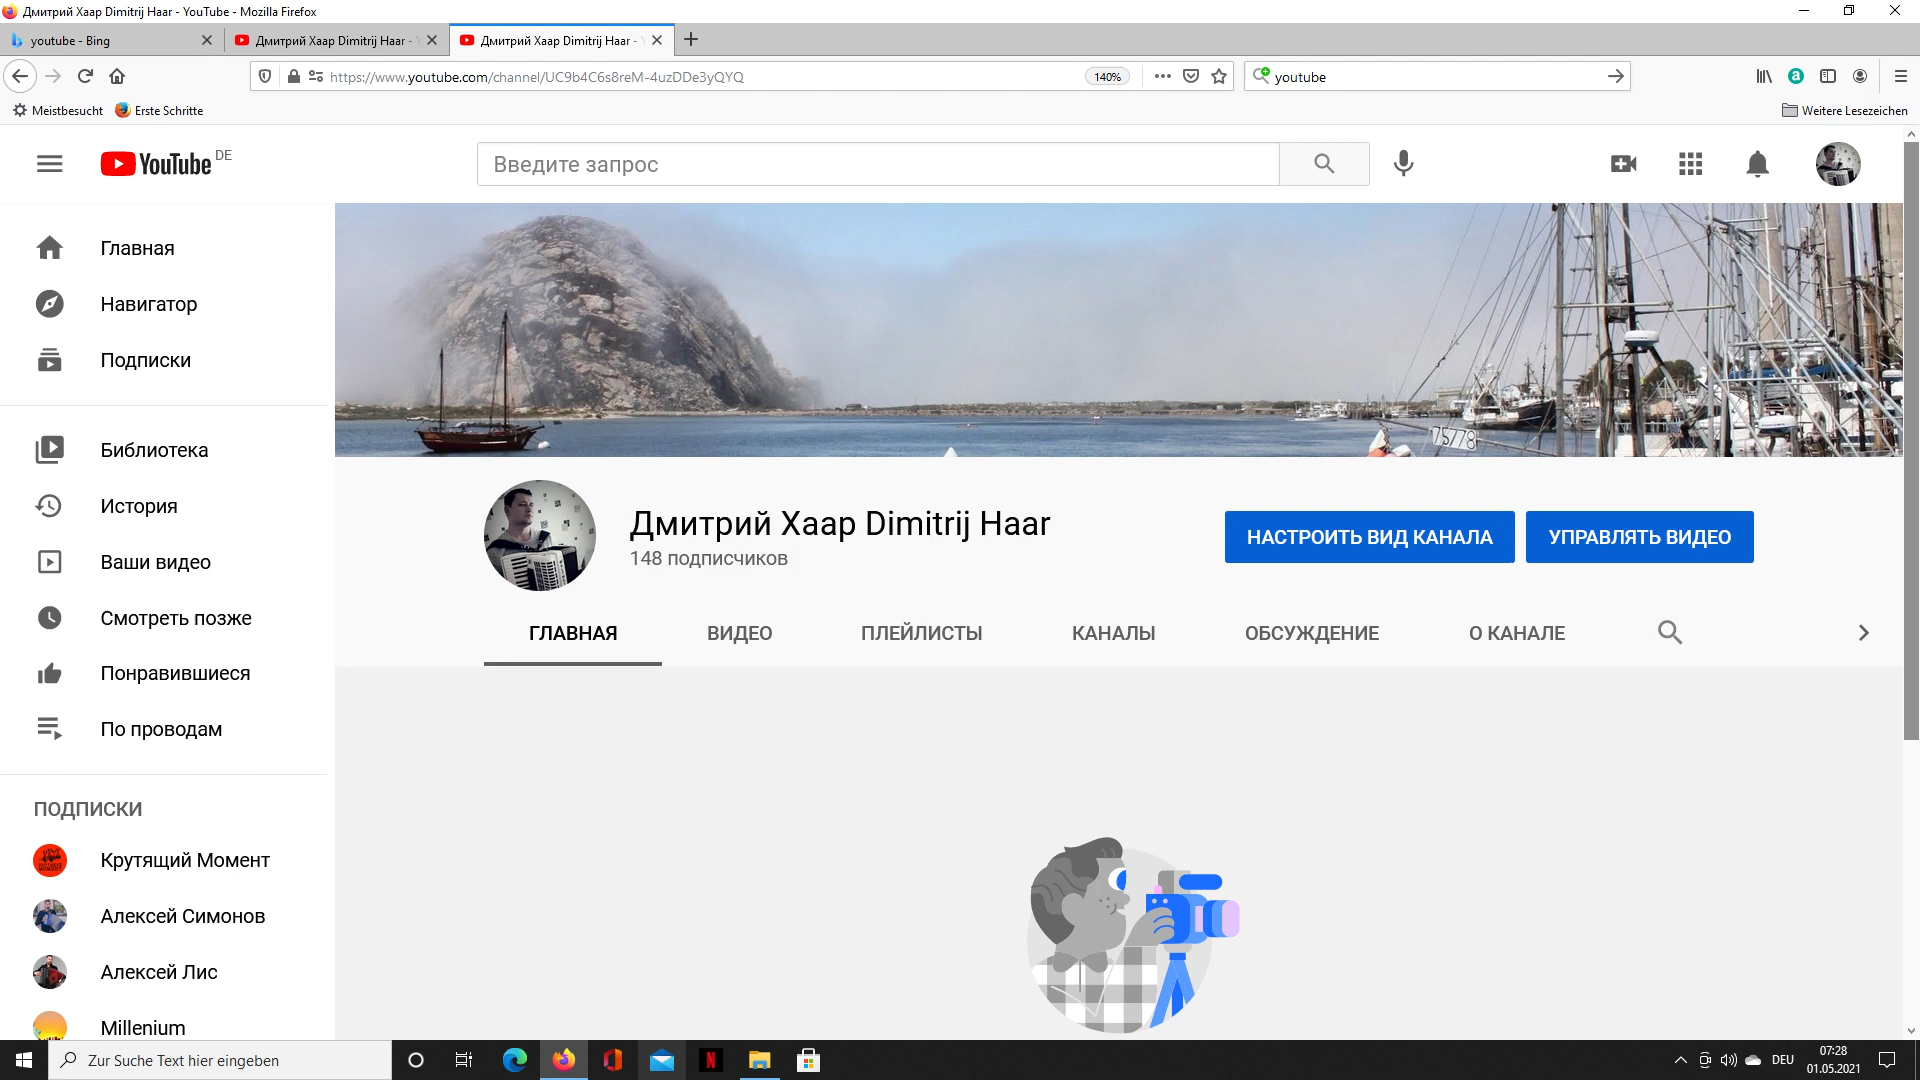 Дмитрий Хаар Dimitrij Haar - YouTube - Mozilla Firefox
youtube - Bing
Дмитрий Хаар Dimitrij Haar -
Дмитрий Хаар Dimitrij Haar -
https://www.youtube.com/channel/UC9b4C6s8reM-4uzDDe3yQYQ
140%
youtube
Meistbesucht
Erste Schritte
Weitere Lesezeichen
YouTube DE
Введите запрос
Главная
Навигатор
Подписки
Библиотека
История
Ваши видео
Смотреть позже
Понравившиеся
По проводам
ПОДПИСКИ
Крутящий Момент
Алексей Симонов
Алексей Лис
Millenium
75778
Дмитрий Хаар Dimitrij Haar
148 подписчиков
НАСТРОИТЬ ВИД КАНАЛА
УПРАВЛЯТЬ ВИДЕО
ГЛАВНАЯ
ВИДЕО
ПЛЕЙЛИСТЫ
КАНАЛЫ
ОБСУЖДЕНИЕ
О КАНАЛЕ
Zur Suche Text hier eingeben
DEU
07:28
01.05.2021